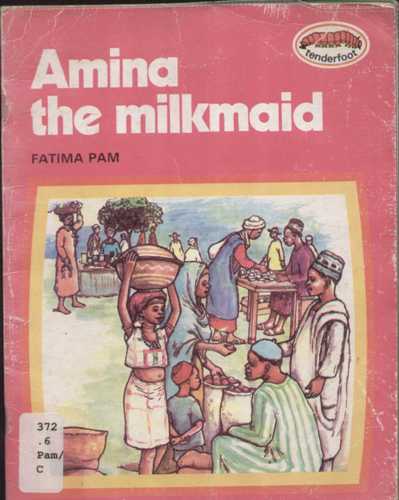 tenderfoot
Amina
the milkmaid
FATIMA PAM
372
.6
Pam/
C